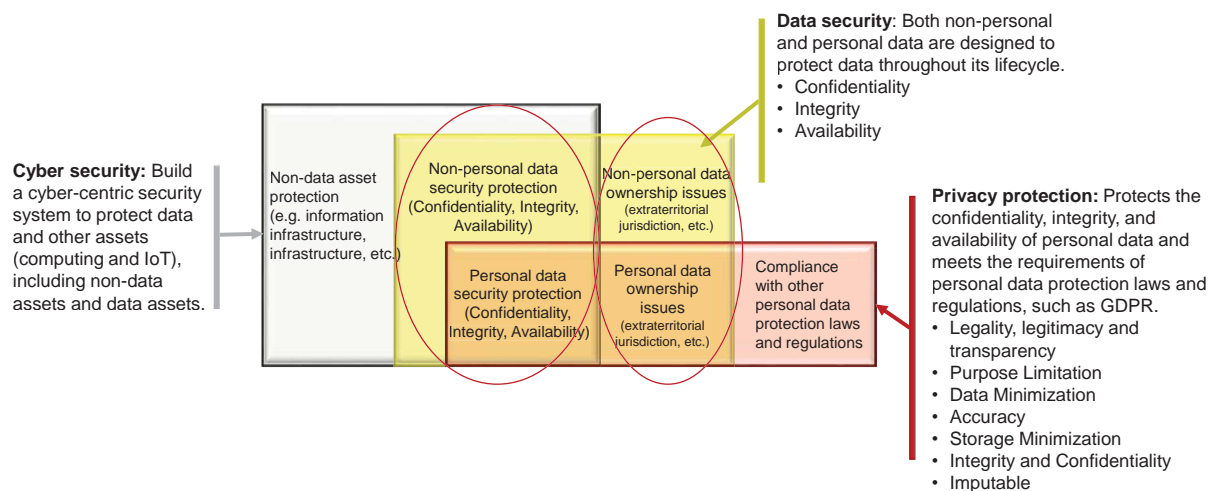 Data security: Both non-personal
and personal data are designed to
protect data throughout its lifecycle.
• Confidentiality
• Integrity
• Availability
Cyber security: Build
a cyber-centric security
system to protect data
and other assets
(computing and IoT),
including non-data
assets and data assets.
Non-data asset
protection
(e.g. information
infrastructure,
infrastructure, etc.)
Non-personal data
security protection
(Confidentiality, Integrity,
Availability)
Non-personal data
ownership issues
(extraterritorial
jurisdiction, etc.)
Personal data
security protection
(Confidentiality,
Integrity, Availability)
Personal data
ownership
issues
(extraterritorial
jurisdiction, etc.)
Compliance
with other
personal data
protection laws
and regulations
Privacy protection: Protects the
confidentiality, integrity, and
availability of personal data and
meets the requirements of
personal data protection laws and
regulations, such as GDPR.
• Legality, legitimacy and
transparency
• Purpose Limitation
• Data Minimization
• Accuracy
• Storage Minimization
• Integrity and Confidentiality
• Imputable